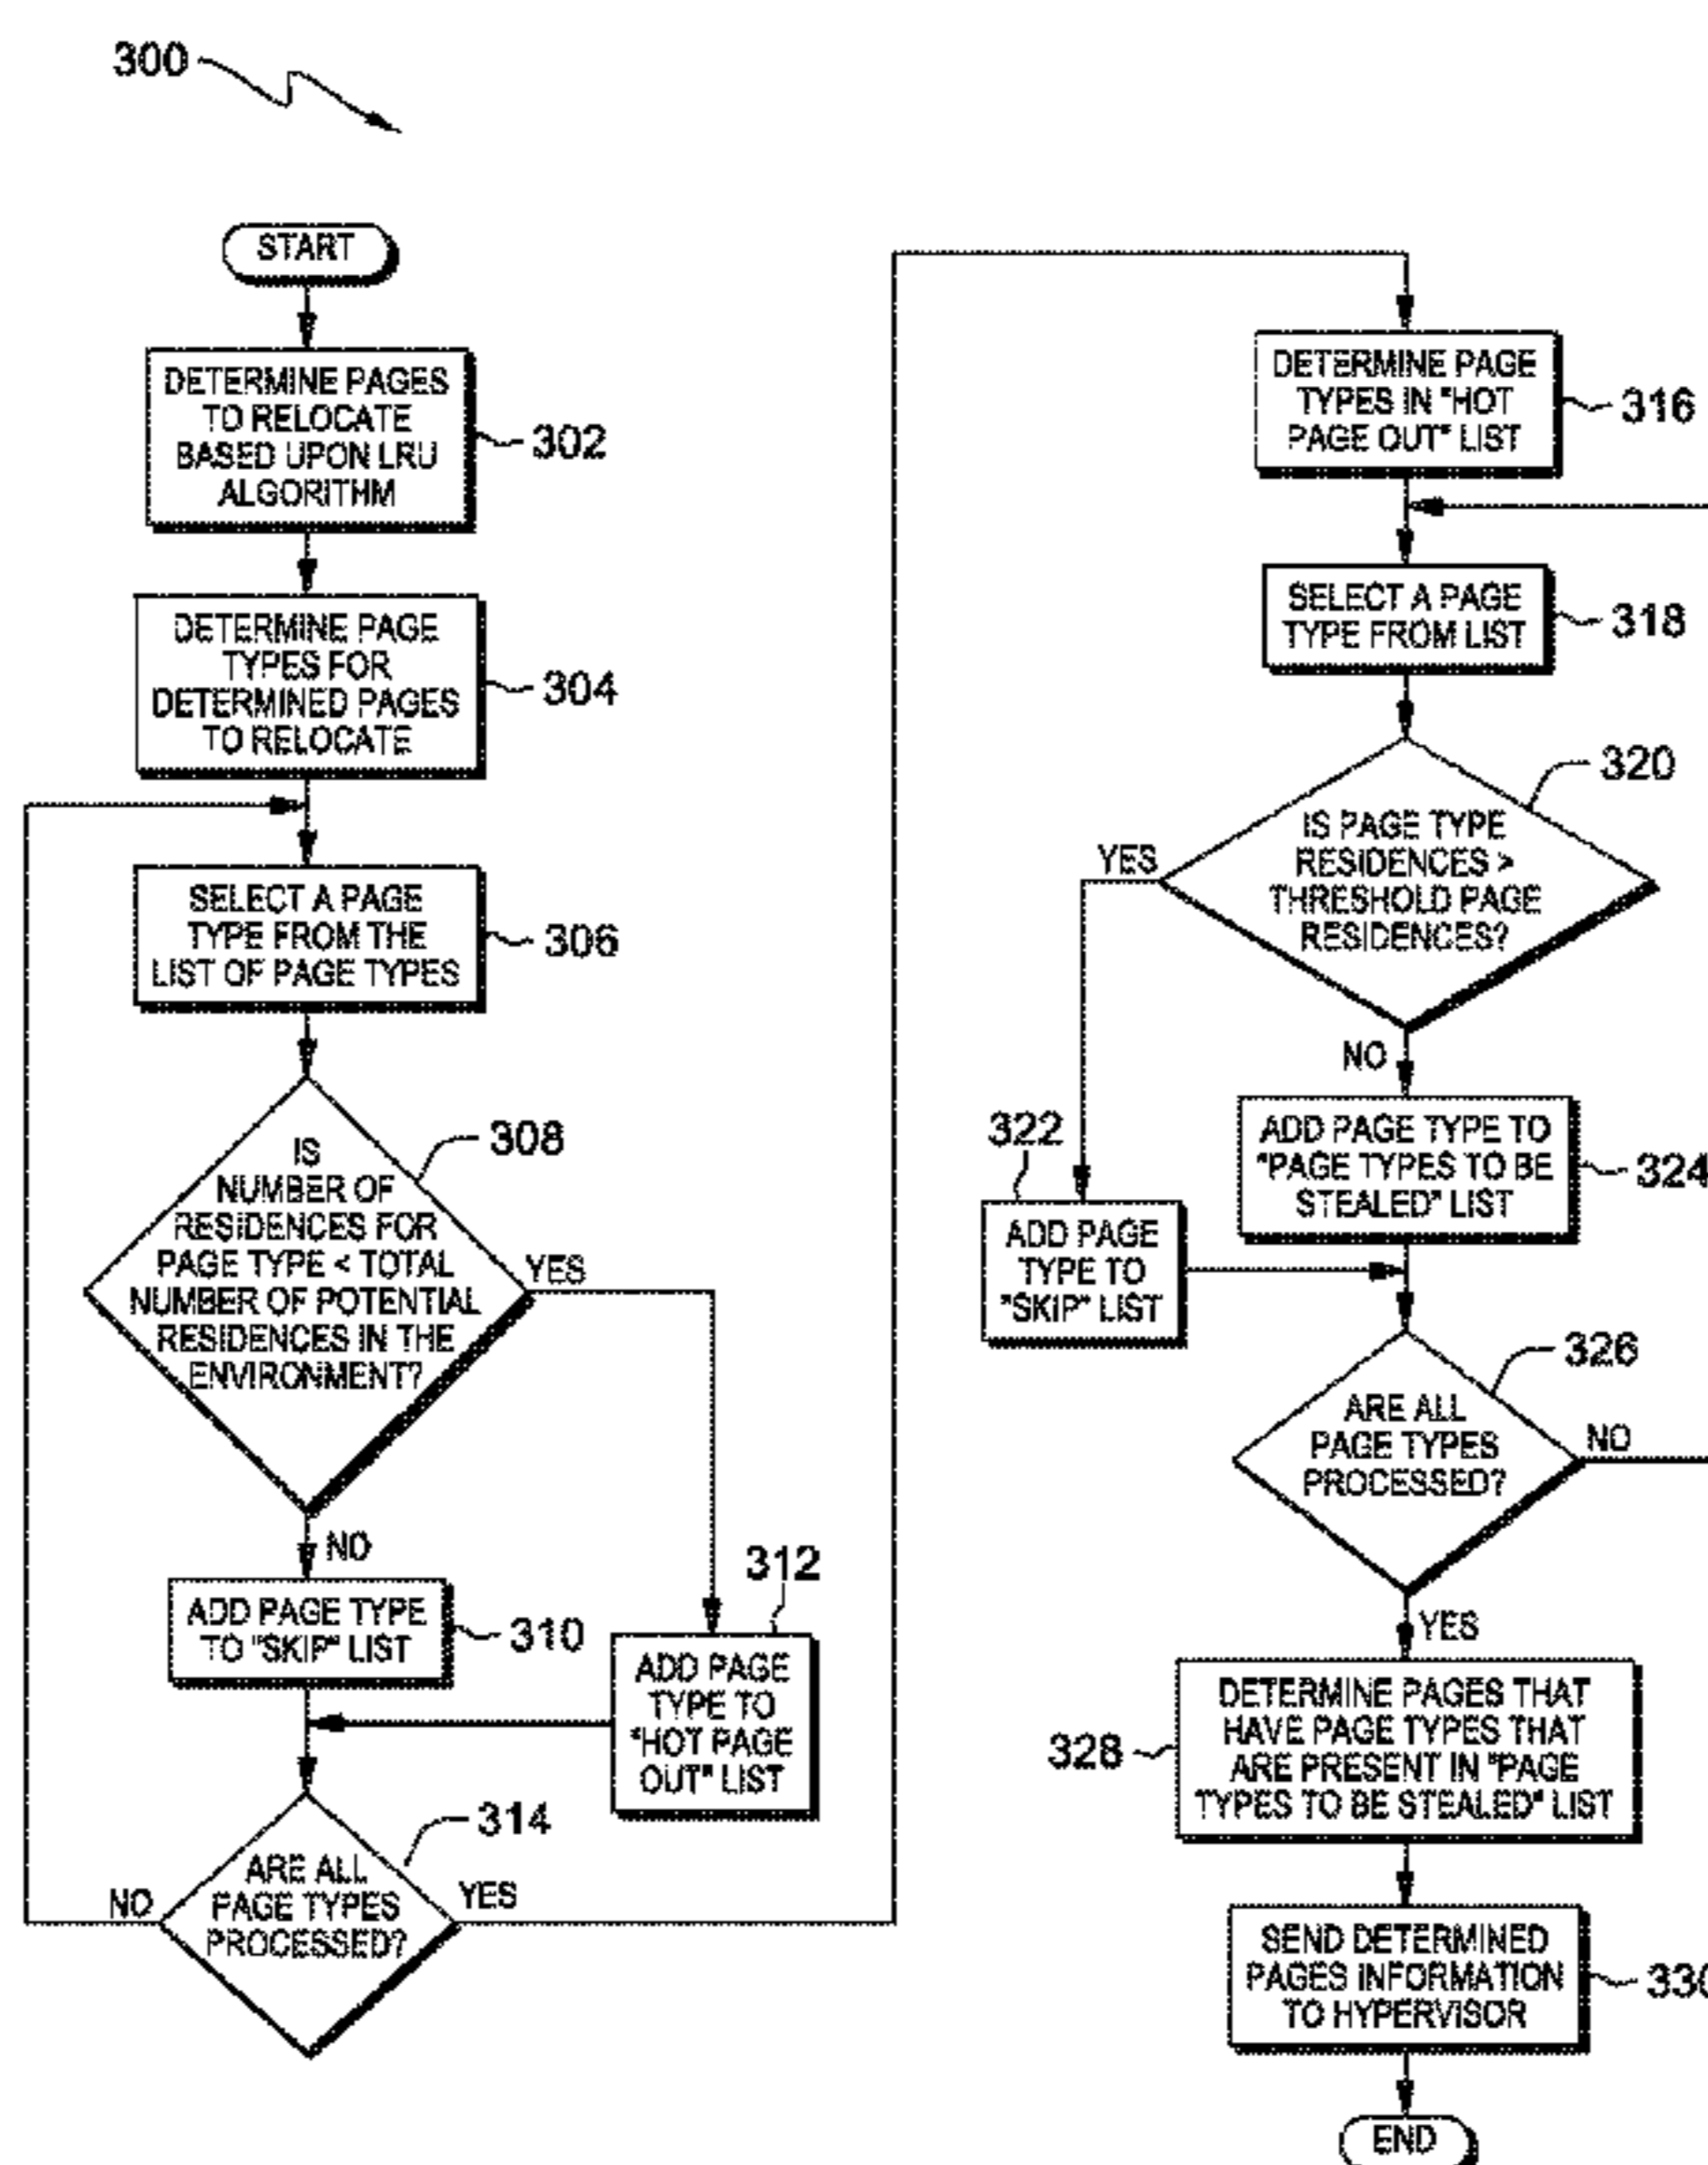 300
START
DETERMINE PAGES
TO RELOCATE
BASED UPON LRU
ALGORITHM
302
DETERMINE PAGE
TYPES FOR
DETERMINED PAGES
TO RELOCATE
304
SELECT A PAGE
TYPE FROM THE
LIST OF PAGE TYPES
306
IS
NUMBER OF
RESIDENCES FOR
PAGE TYPE < TOTAL
NUMBER OF POTENTIAL
RESIDENCES IN THE
ENVIRONMENT?
308
YES
NO
ADD PAGE TYPE
TO "SKIP" LIST
310
312
ADD PAGE
TYPE TO
"HOT PAGE
OUT" LIST
314
ARE ALL
PAGE TYPES
PROCESSED?
NO
YES
DETERMINE PAGE
TYPES IN "HOT
PAGE OUT" LIST
316
SELECT A PAGE
TYPE FROM LIST
318
320
IS PAGE TYPE
RESIDENCES >
THRESHOLD PAGE
RESIDENCES?
YES
NO
322
ADD PAGE
TYPE TO
"SKIP" LIST
ADD PAGE TYPE TO
"PAGE TYPES TO BE
STEALED" LIST
324
326
ARE ALL
PAGE TYPES
PROCESSED?
NO
YES
328
DETERMINE PAGES THAT
HAVE PAGE TYPES THAT
ARE PRESENT IN "PAGE
TYPES TO BE STEALED" LIST
SEND DETERMINED
PAGES INFORMATION
TO HYPERVISOR
330
END